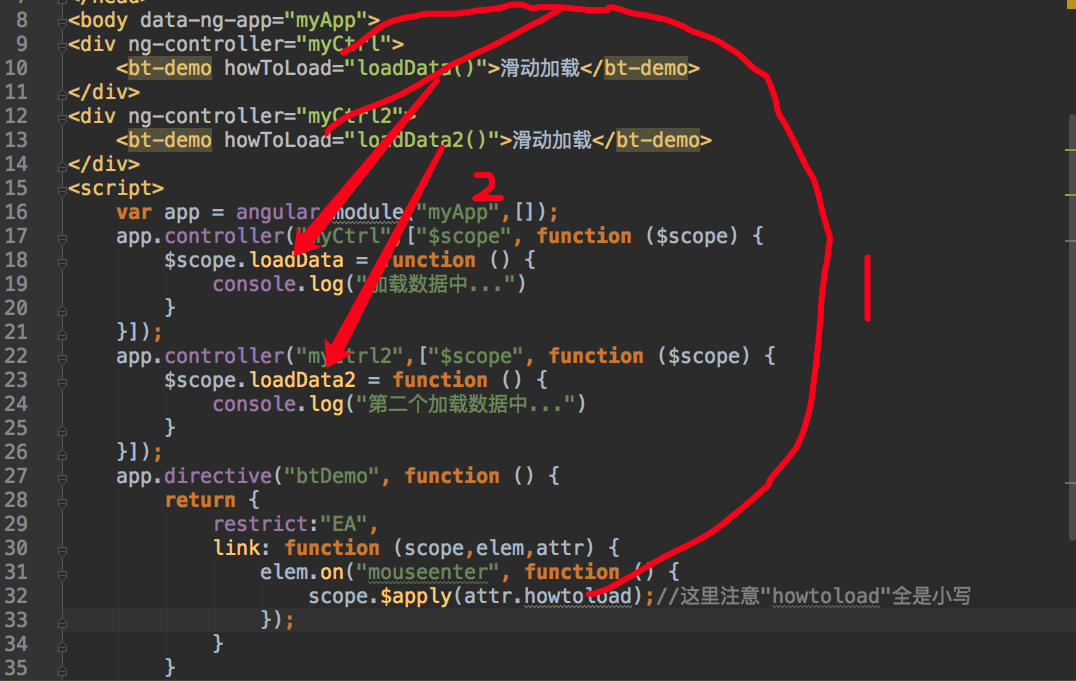 7 </head>
8 <body data-ng-app="myApp">
9 <div ng-controller="myCtrl">
10 <bt-demo howToLoad="loadData()">滑动加载</bt-demo>
11 </div>
12 <div ng-controller="myCtrl2">
13 <bt-demo howToLoad="loadData2()">滑动加载</bt-demo>
14 </div>
15 <script>
2
16 var app = angular.module("myApp",[]);
17 app.controller("myCtrl",["$scope", function ($scope) {
18 $scope.loadData = function () {
1
19 console.log("加载数据中...")
20 }
21 }]);
22 app.controller("myCtrl2",["$scope", function ($scope) {
23 $scope.loadData2 = function () {
24 console.log("第二个加载数据中...")
25 }
26 }]);
27 app.directive("btDemo", function () {
28 return {
29 restrict:"EA",
30 link: function (scope,elem,attr) {
31 elem.on("mouseenter", function () {
32 scope.$apply(attr.howtoload);//这里注意"howtoload"全是小写
33 });
34 }
35 }